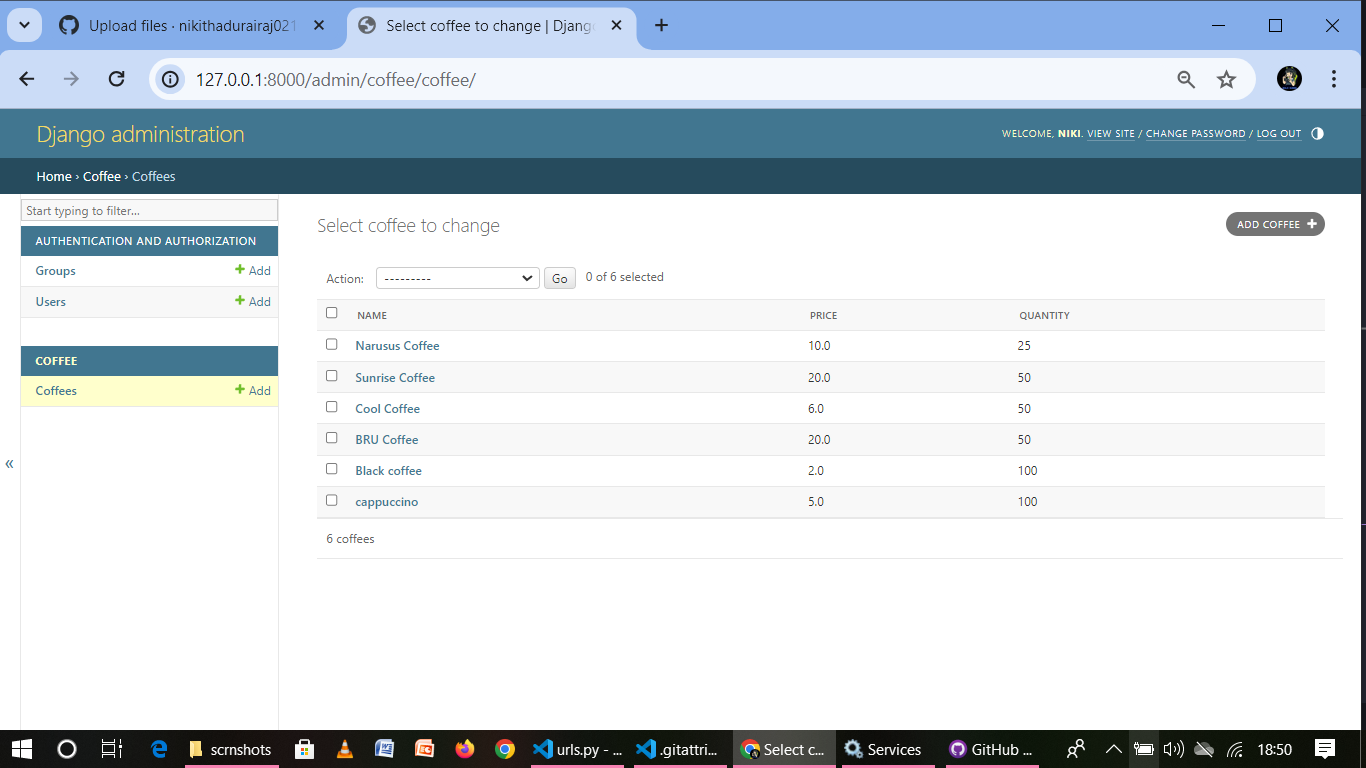 Upload files · nikithadurairaj021
Select coffee to change | Django
127.0.0.1:8000/admin/coffee/coffee/
Django administration
WELCOME, NIKI. VIEW SITE / CHANGE PASSWORD / LOG OUT
Home › Coffee › Coffees
Start typing to filter...
AUTHENTICATION AND AUTHORIZATION
Groups + Add
Users + Add
COFFEE
Coffees + Add
«
Select coffee to change
ADD COFFEE +
Action: --------- Go 0 of 6 selected
NAME PRICE QUANTITY
Narusus Coffee 10.0 25
Sunrise Coffee 20.0 50
Cool Coffee 6.0 50
BRU Coffee 20.0 50
Black coffee 2.0 100
cappuccino 5.0 100
6 coffees
scrnshots urls.py - ... .gitattri... Select c... Services GitHub ... 18:50